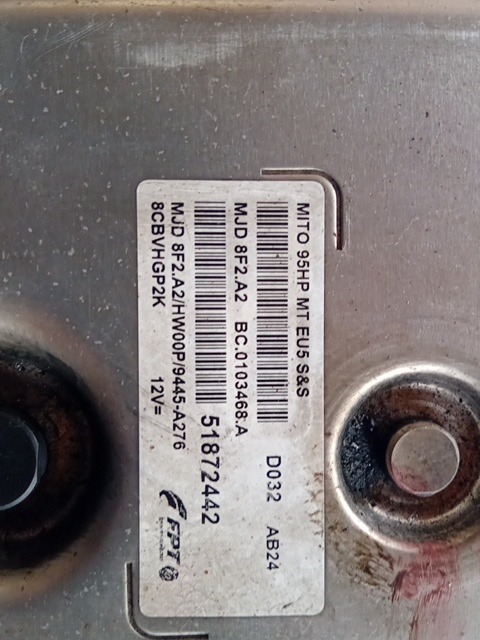 MITO 95HP MT EU5 S&S
D032 AB24
MJD 8F2.A2 BC.0103468.A
51872442
MJD 8F2.A2/HW00P/9445-A276
8CBVHGP2K 12V=
FPT